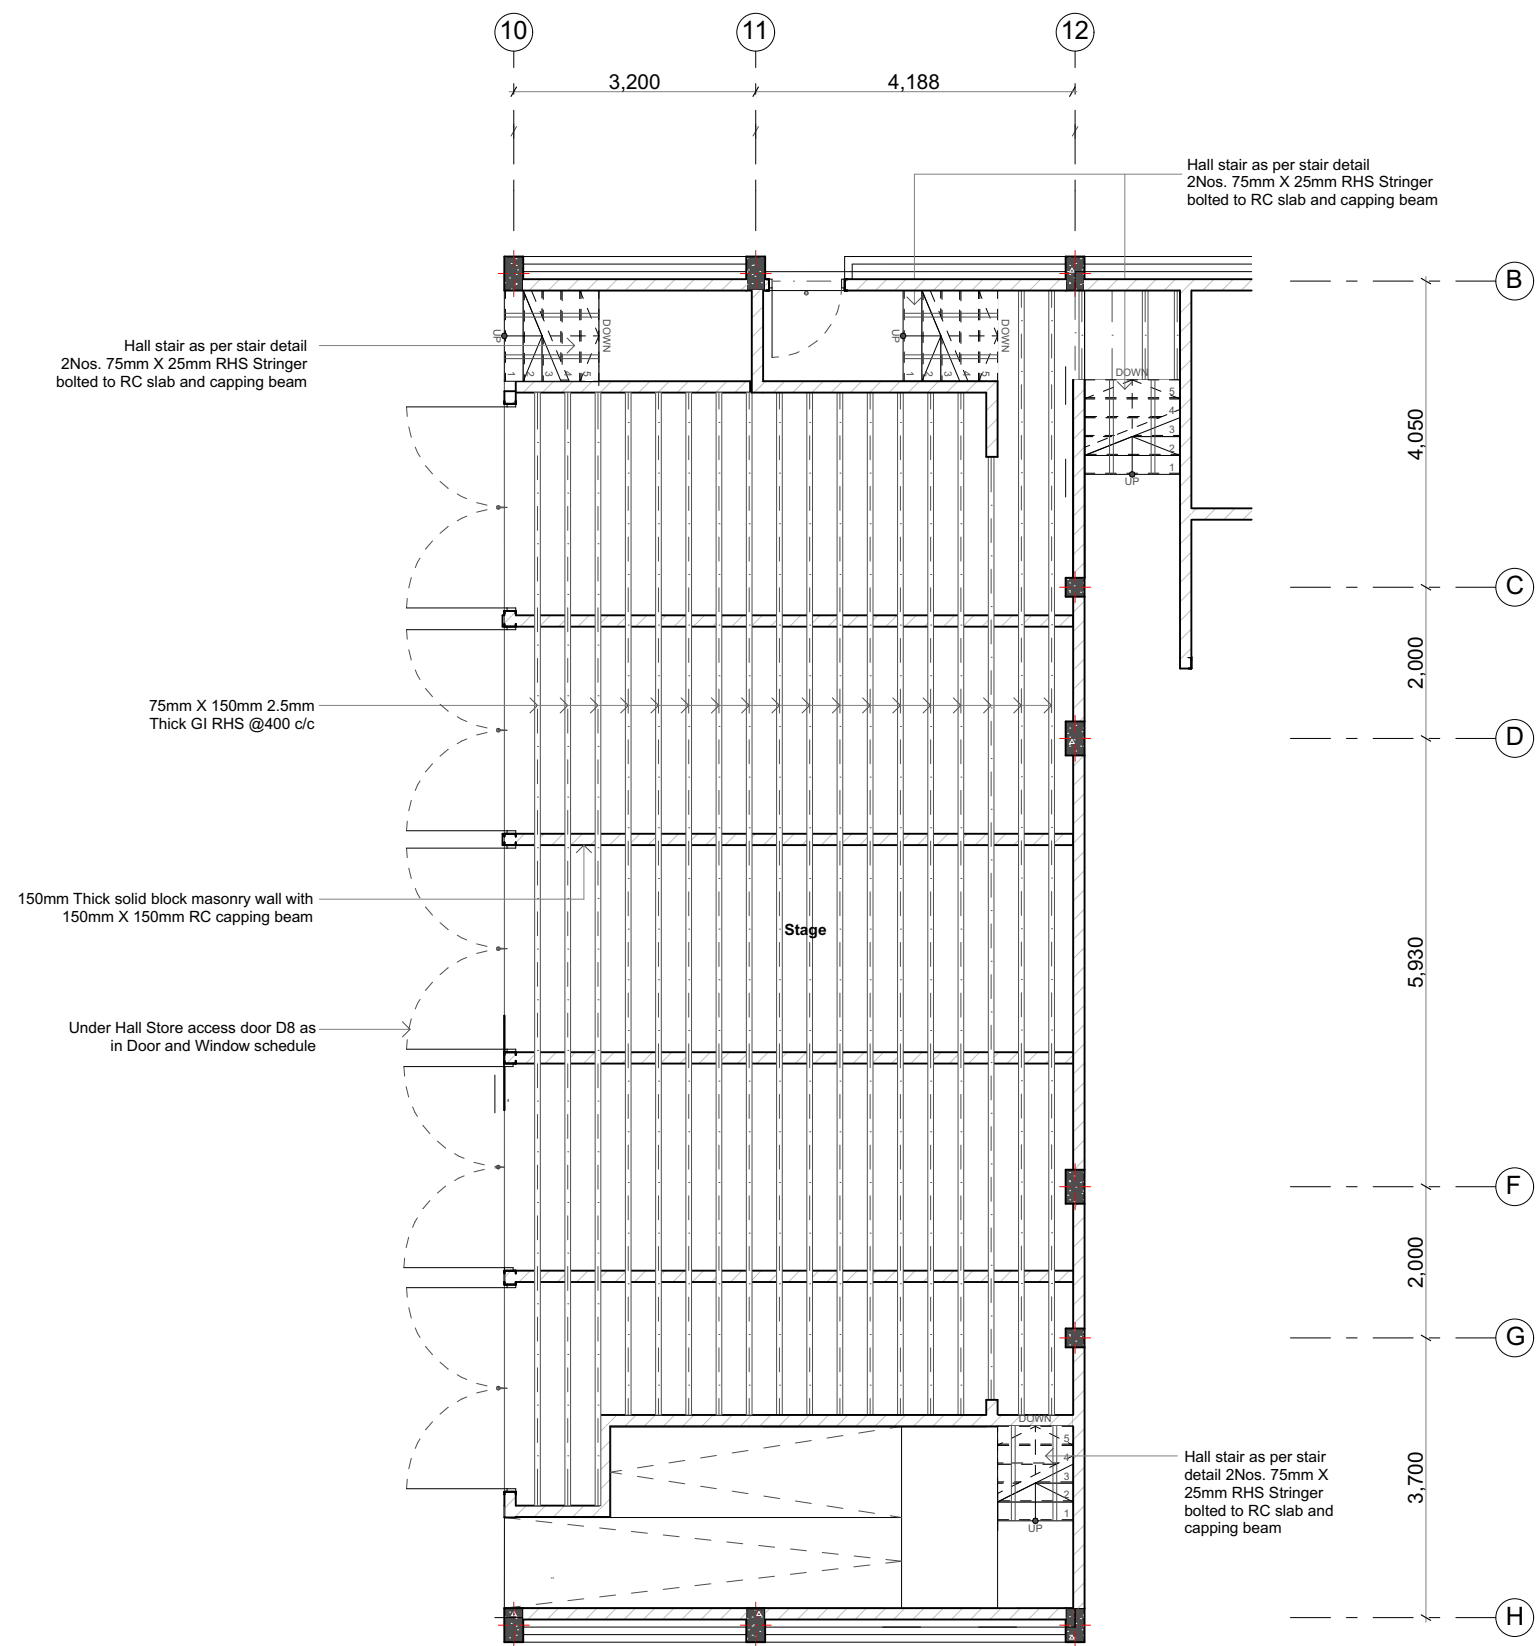 10
11
12
3,200
4,188
Hall stair as per stair detail
2Nos. 75mm X 25mm RHS Stringer
bolted to RC slab and capping beam
B
UP
DOWN
1
2
3
4
5
UP
DOWN
1
2
3
4
5
Hall stair as per stair detail
2Nos. 75mm X 25mm RHS Stringer
bolted to RC slab and capping beam
DOWN
5
4
3
2
1
UP
4,050
C
2,000
75mm X 150mm 2.5mm
Thick GI RHS @400 c/c
D
150mm Thick solid block masonry wall with
150mm X 150mm RC capping beam
Stage
5,930
Under Hall Store access door D8 as
in Door and Window schedule
F
2,000
G
DOWN
5
4
3
2
1
UP
Hall stair as per stair
detail 2Nos. 75mm X
25mm RHS Stringer
bolted to RC slab and
capping beam
3,700
H